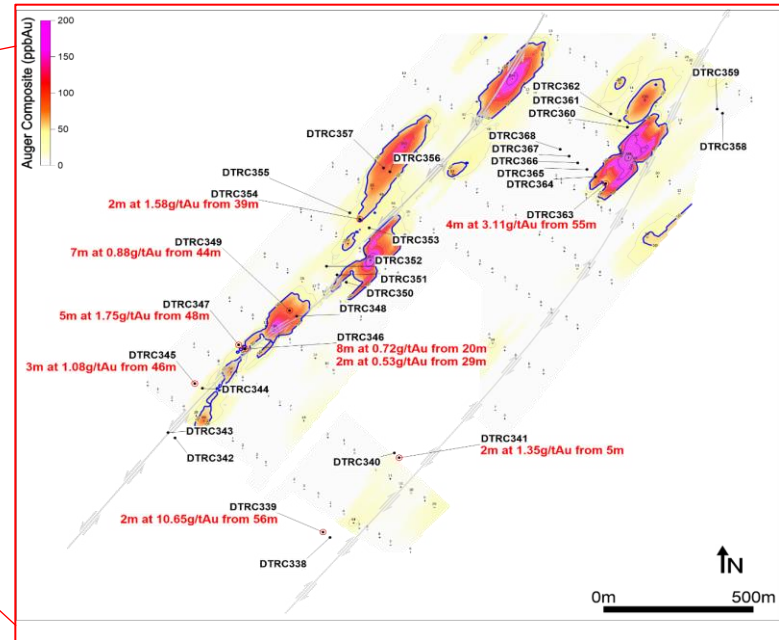 Auger Composite (ppbAu)
200
150
100
50
0
DTRC362
DTRC361
DTRC360
DTRC359
DTRC358
DTRC357
DTRC356
DTRC368
DTRC367
DTRC366
DTRC365
DTRC364
DTRC355
DTRC354
2m at 1.58g/tAu from 39m
DTRC363
4m at 3.11g/tAu from 55m
DTRC349
7m at 0.88g/tAu from 44m
DTRC353
DTRC352
DTRC351
DTRC350
DTRC347
5m at 1.75g/tAu from 48m
DTRC348
DTRC346
8m at 0.72g/tAu from 20m
2m at 0.53g/tAu from 29m
DTRC345
3m at 1.08g/tAu from 46m
DTRC344
DTRC343
DTRC342
DTRC341
2m at 1.35g/tAu from 5m
DTRC340
DTRC339
2m at 10.65g/tAu from 56m
DTRC338
N
0m
500m